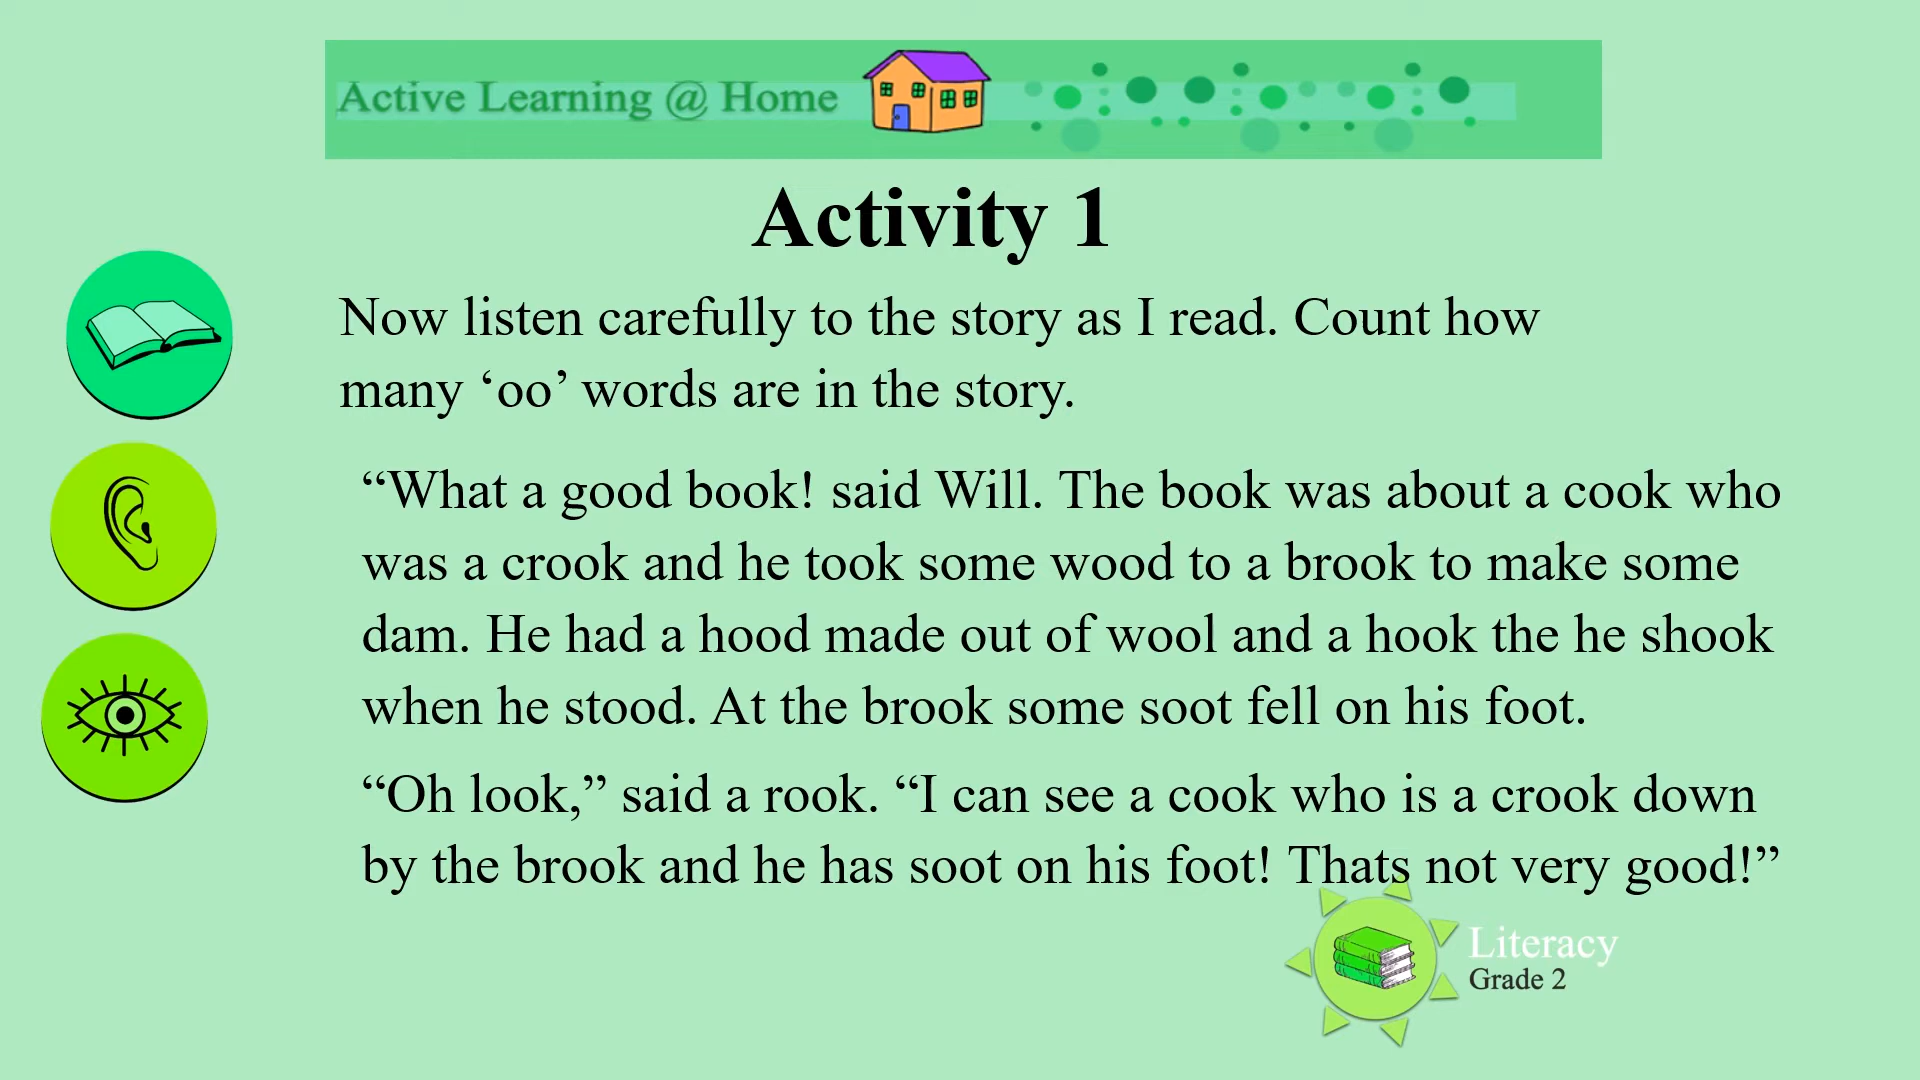 Active Learning @ Home
Activity 1
Now listen carefully to the story as I read. Count how
many ‘oo’ words are in the story.
“What a good book! said Will. The book was about a cook who
was a crook and he took some wood to a brook to make some
dam. He had a hood made out of wool and a hook the he shook
when he stood. At the brook some soot fell on his foot.
“Oh look,” said a rook. “I can see a cook who is a crook down
by the brook and he has soot on his foot! Thats not very good!”
Literacy
Grade 2